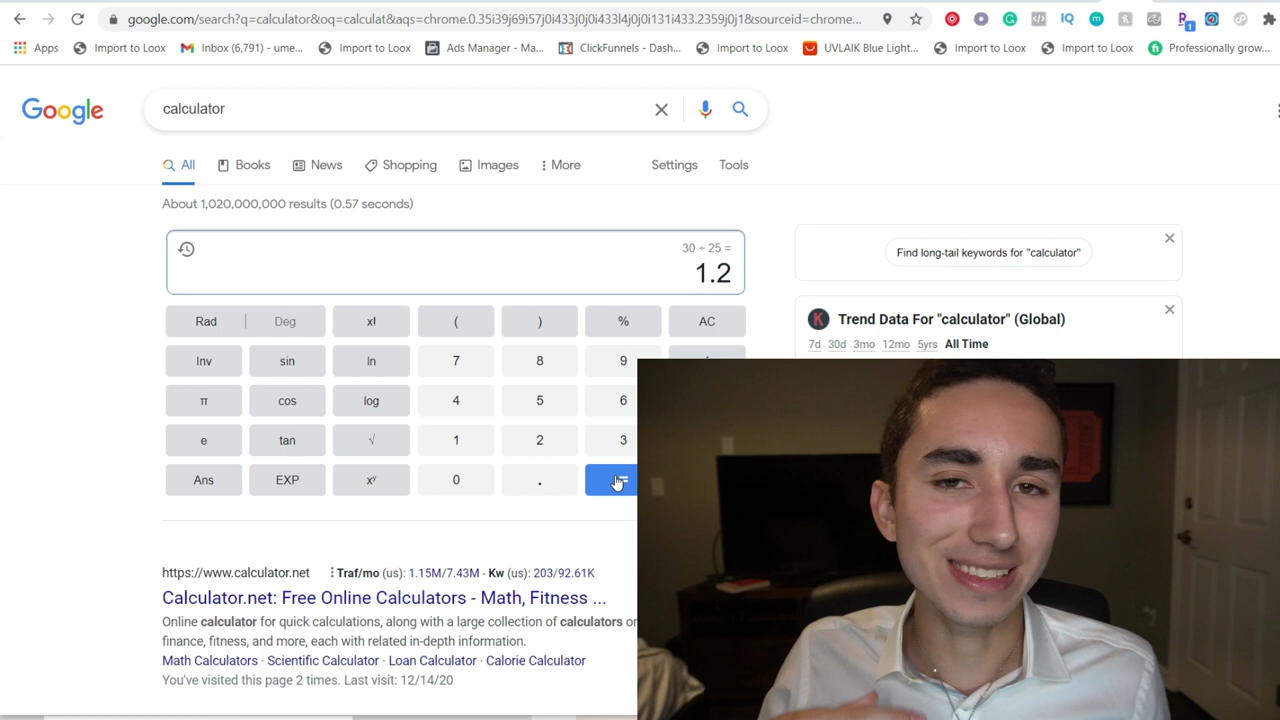 google.com/search?q=calculator&oq=calculat&aqs=chrome.0.35i39j69i57j0i433j0j0i433l4j0j0i131i433.2359j0j1&sourceid=chrome...
Apps Import to Loox Inbox (6,791) - ume... Import to Loox Ads Manager - Ma... ClickFunnels - Dash... Import to Loox UVLAIK Blue Light... Import to Loox Import to Loox Professionally grow...
Google calculator
All Books News Shopping Images More Settings Tools
About 1,020,000,000 results (0.57 seconds)
30 ÷ 25 =
1.2
Find long-tail keywords for "calculator"
Rad Deg x! ( ) % AC
Trend Data For "calculator" (Global)
7d 30d 3mo 12mo 5yrs All Time
Inv sin ln 7 8 9
π cos log 4 5 6
e tan √ 1 2 3
Ans EXP xʸ 0 . =
https://www.calculator.net Traf/mo (us): 1.15M/7.43M - Kw (us): 203/92.61K
Calculator.net: Free Online Calculators - Math, Fitness ...
Online calculator for quick calculations, along with a large collection of calculators or
finance, fitness, and more, each with related in-depth information.
Math Calculators · Scientific Calculator · Loan Calculator · Calorie Calculator
You've visited this page 2 times. Last visit: 12/14/20